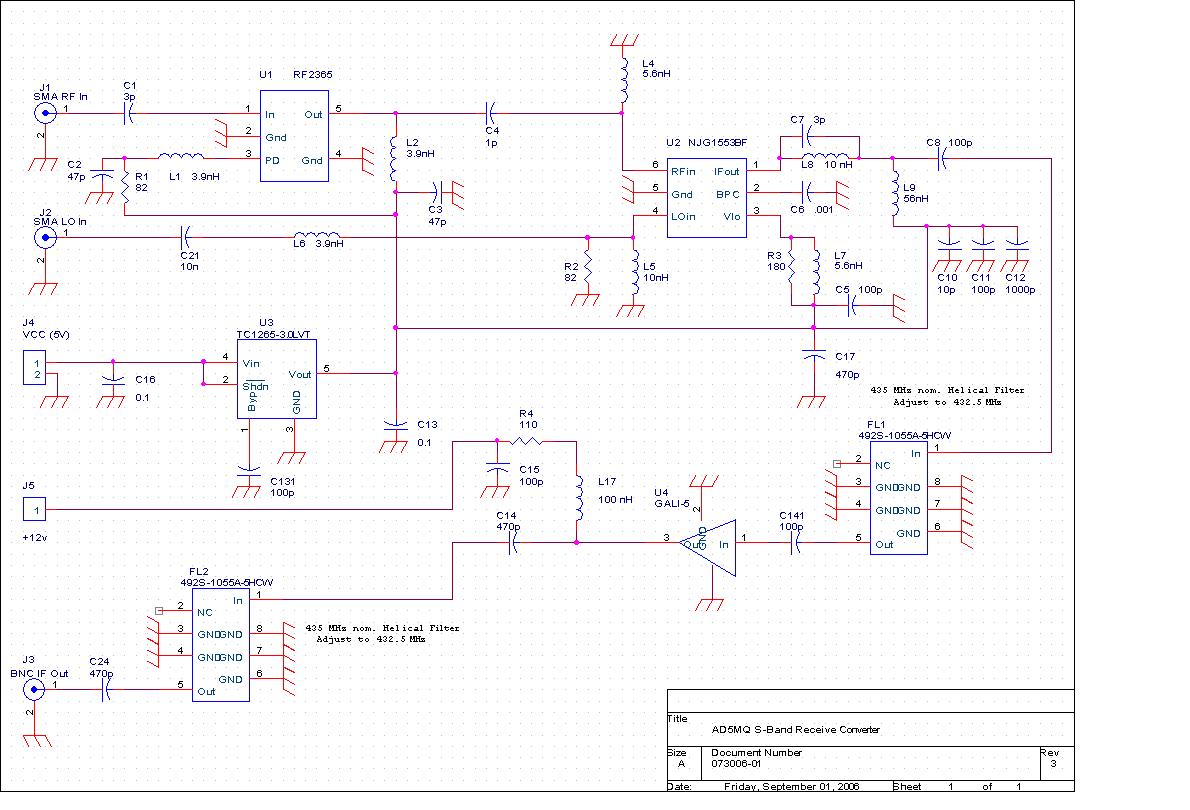 J1
SMA RF In
1
2
C1
3p
U1 RF2365
1 In
2 Gnd
3 PD
Out 5
Gnd 4
C2
47p
R1
82
L1 3.9nH
L2
3.9nH
C3
47p
C4
1p
L4
5.6nH
U2 NJG1553BF
6 RFin
5 Gnd
4 LOin
IFout 1
BPC 2
Vlo 3
C7 3p
L8 10 nH
C6 .001
C8 100p
L9
56nH
C10
10p
C11
100p
C12
1000p
J2
SMA LO In
1
2
C21
10n
L6 3.9nH
R2
82
L5
10nH
R3
180
L7
5.6nH
C5 100p
C17
470p
J4
VCC (5V)
1
2
C16
0.1
U3
TC1265-3.0LVT
4 Vin
2 Shdn
Vout 5
Byp
GND
1
3
C131
100p
C13
0.1
435 MHz nom. Helical Filter
Adjust to 432.5 MHz
FL1
492S-1055A-5HCW
In 1
2 NC
3 GND GND 8
4 GND GND 7
GND 6
5 Out
J5
1
+12v
R4
110
C15
100p
L17
100 nH
C14
470p
U4
GALI-5
2
GND
3 Out
In 1
C141
100p
FL2
492S-1055A-5HCW
In 1
2 NC
3 GND GND 8
4 GND GND 7
GND 6
5 Out
435 MHz nom. Helical Filter
Adjust to 432.5 MHz
J3
BNC IF Out
1
2
C24
470p
Title
AD5MQ S-Band Receive Converter
Size
A
Document Number
073006-01
Rev
3
Date: Friday, September 01, 2006 Sheet 1 of 1